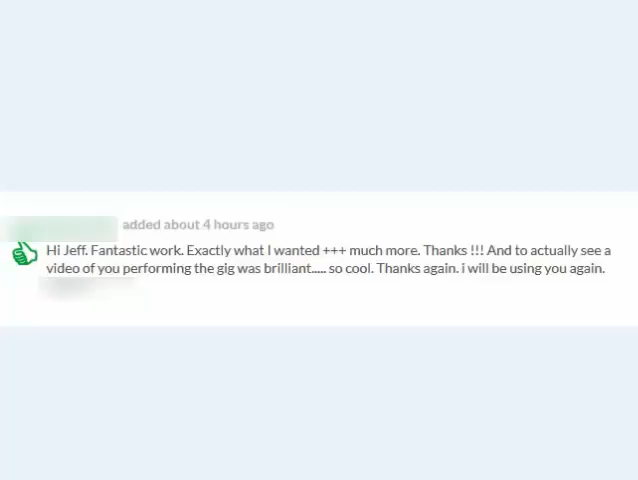 added about 4 hours ago
Hi Jeff. Fantastic work. Exactly what I wanted +++ much more. Thanks !!! And to actually see a
video of you performing the gig was brilliant..... so cool. Thanks again. i will be using you again.